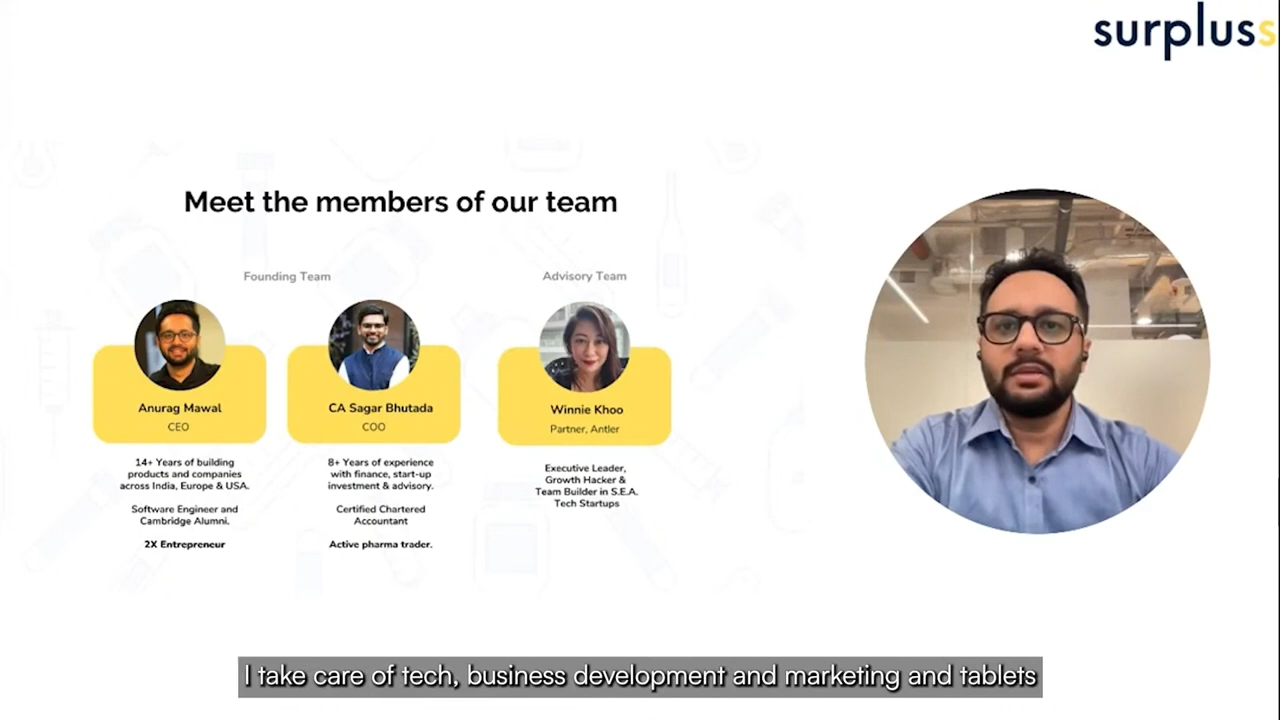 surpluss
Meet the members of our team
Founding Team
Advisory Team
Anurag Mawal
CEO
14+ Years of building
products and companies
across India, Europe & USA.
Software Engineer and
Cambridge Alumni.
2X Entrepreneur
CA Sagar Bhutada
COO
8+ Years of experience
with finance, start-up
investment & advisory.
Certified Chartered
Accountant
Active pharma trader.
Winnie Khoo
Partner, Antler
Executive Leader,
Growth Hacker &
Team Builder in S.E.A.
Tech Startups
I take care of tech, business development and marketing and tablets